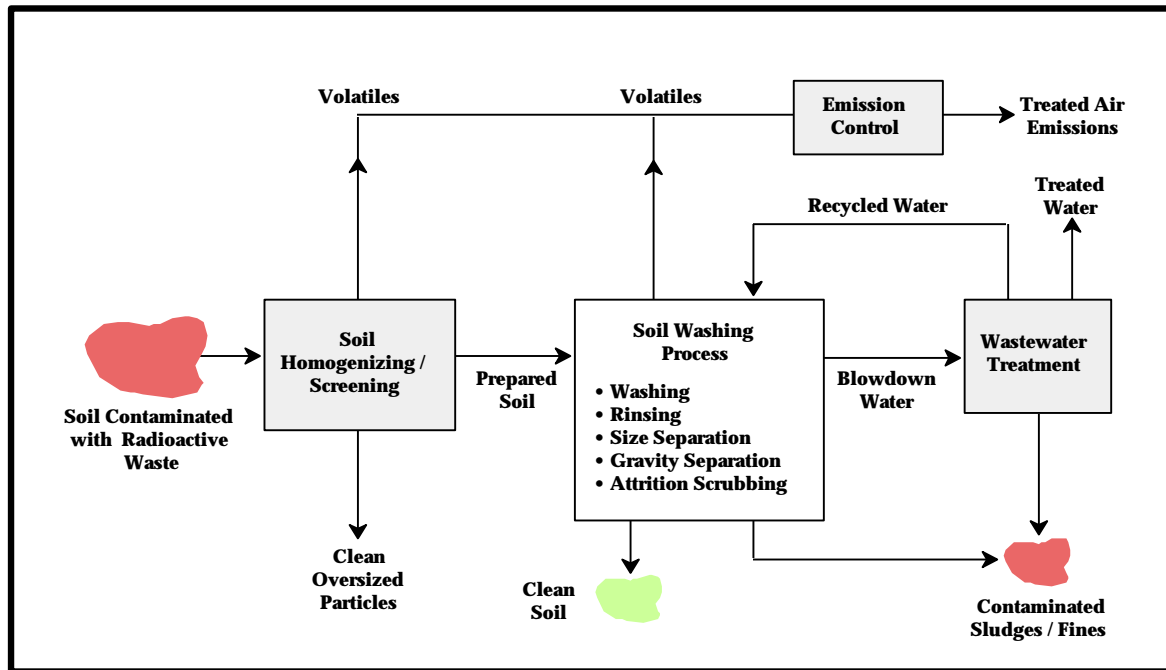 Volatiles
Volatiles
Emission
Control
Treated Air
Emissions
Treated
Water
Recycled Water
Soil
Homogenizing /
Screening
Soil Washing
Process
• Washing
• Rinsing
• Size Separation
• Gravity Separation
• Attrition Scrubbing
Wastewater
Treatment
Prepared
Soil
Blowdown
Water
Soil Contaminated
with Radioactive
Waste
Clean
Oversized
Particles
Clean
Soil
Contaminated
Sludges / Fines